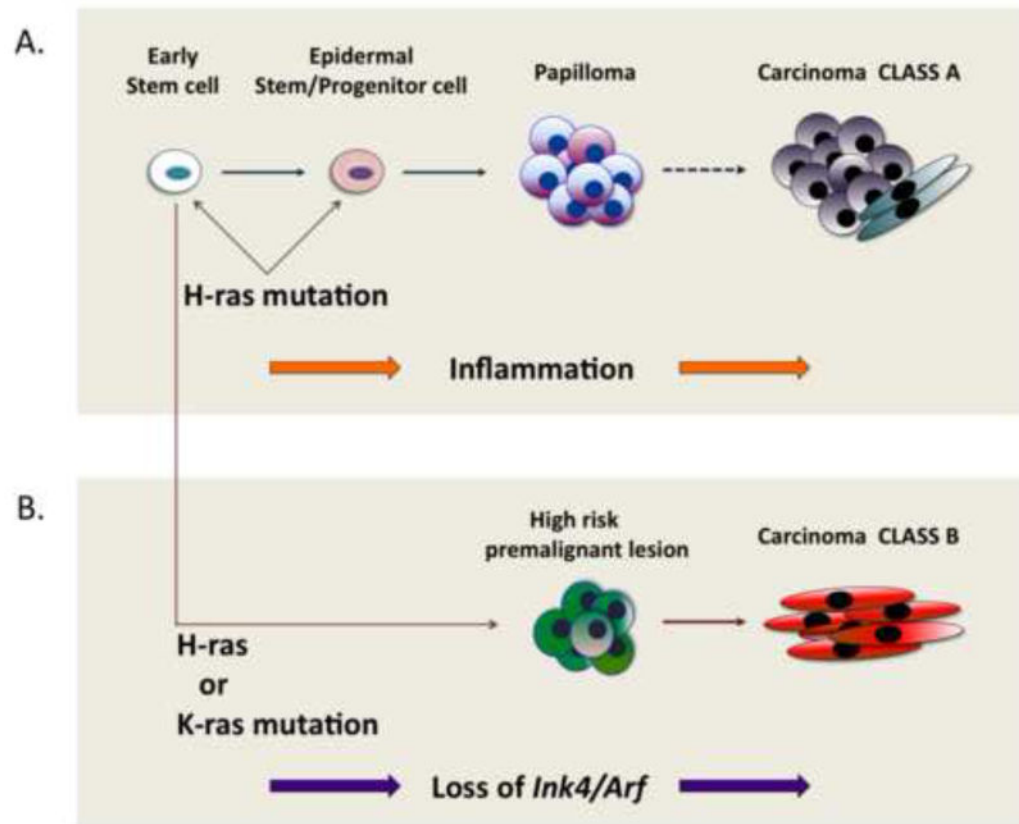 A.
Early
Stem cell
Epidermal
Stem/Progenitor cell
Papilloma
Carcinoma CLASS A
H-ras mutation
Inflammation
B.
High risk
premalignant lesion
Carcinoma CLASS B
H-ras
or
K-ras mutation
Loss of Ink4/Arf